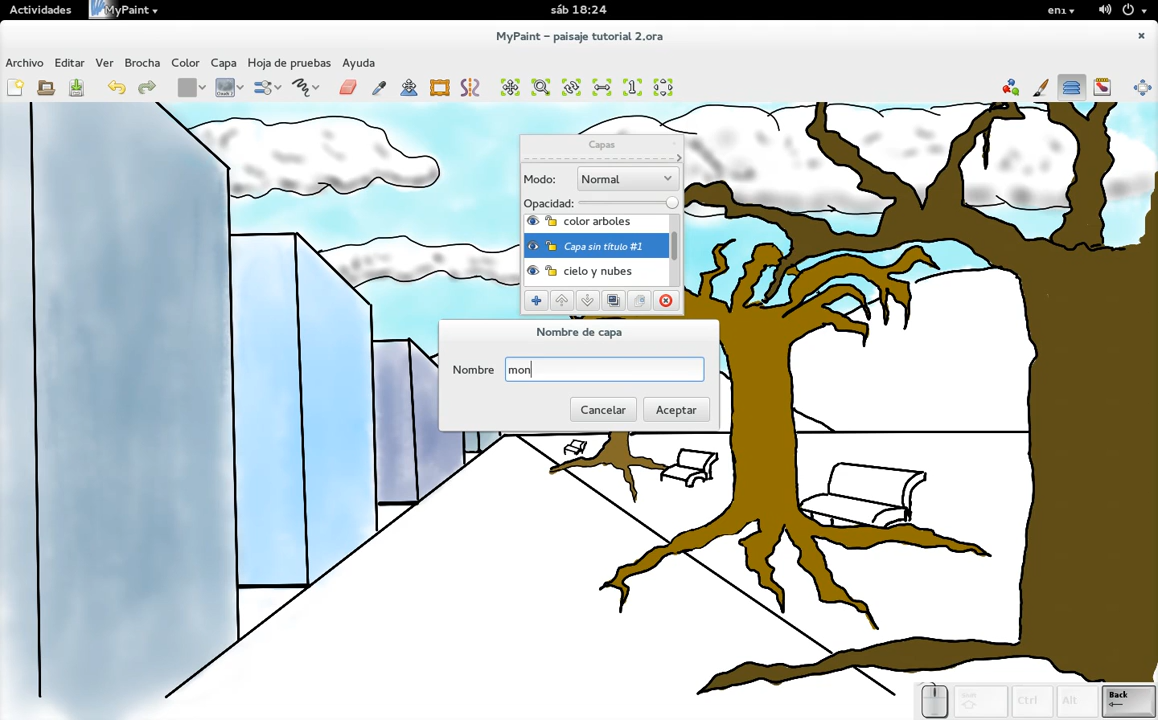 Actividades
MyPaint
sáb 18:24
en₁
MyPaint – paisaje tutorial 2.ora
×
Archivo
Editar
Ver
Brocha
Color
Capa
Hoja de pruebas
Ayuda
1
Capas
Modo:
Normal
Opacidad:
color arboles
Capa sin título #1
cielo y nubes
Nombre de capa
Nombre
mon
Cancelar
Aceptar
Shift
Ctrl
Alt
Back